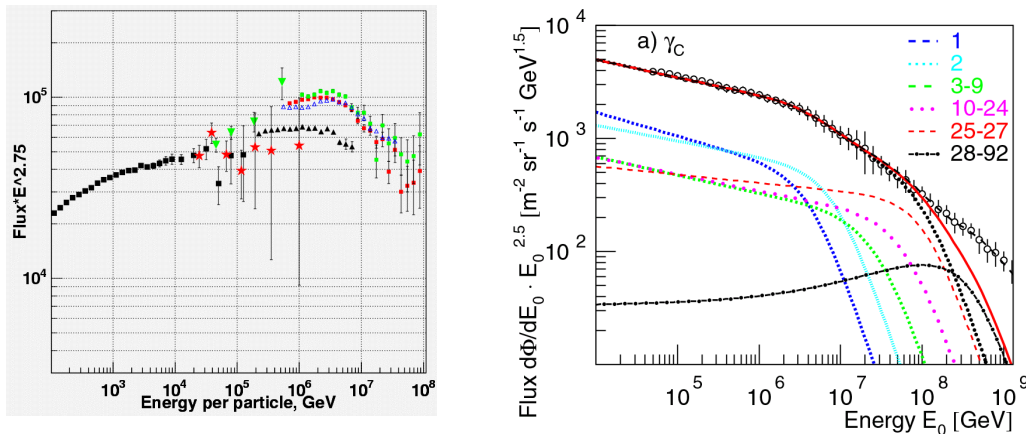 Flux*E^2.75
10^5
10^4
10^3 10^4 10^5 10^6 10^7 10^8
Energy per particle, GeV
Flux dΦ/dE_0 · E_0^2.5 [m^-2 sr^-1 s^-1 GeV^1.5]
10^4
10^3
10^2
a) γ_C
1
2
3-9
10-24
25-27
28-92
10^5 10^6 10^7 10^8 10^9
Energy E_0 [GeV]